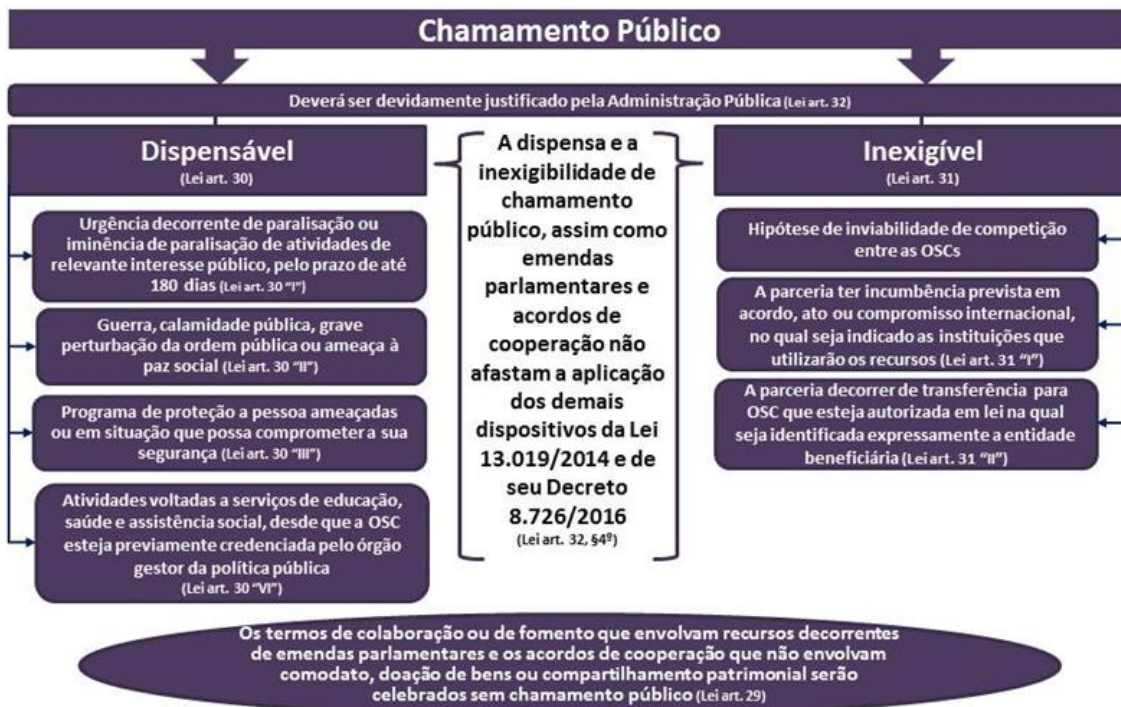 Chamamento Público
Deverá ser devidamente justificado pela Administração Pública (Lei art. 32)
Dispensável
(Lei art. 30)
Urgência decorrente de paralisação ou
iminência de paralisação de atividades de
relevante interesse público, pelo prazo de até
180 dias (Lei art. 30 "I")
Guerra, calamidade pública, grave
perturbação da ordem pública ou ameaça à
paz social (Lei art. 30 "II")
Programa de proteção a pessoa ameaçadas
ou em situação que possa comprometer a sua
segurança (Lei art. 30 "III")
Atividades voltadas a serviços de educação,
saúde e assistência social, desde que a OSC
esteja previamente credenciada pelo órgão
gestor da política pública
(Lei art. 30 "VI")
A dispensa e a
inexigibilidade de
chamamento
público, assim como
emendas
parlamentares e
acordos de
cooperação não
afastam a aplicação
dos demais
dispositivos da Lei
13.019/2014 e de
seu Decreto
8.726/2016
(Lei art. 32, §4º)
Inexigível
(Lei art. 31)
Hipótese de inviabilidade de competição
entre as OSCs
A parceria ter incumbência prevista em
acordo, ato ou compromisso internacional,
no qual seja indicado as instituições que
utilizarão os recursos (Lei art. 31 "I")
A parceria decorrer de transferência para
OSC que esteja autorizada em lei na qual
seja identificada expressamente a entidade
beneficiária (Lei art. 31 "II")
Os termos de colaboração ou de fomento que envolvam recursos decorrentes
de emendas parlamentares e os acordos de cooperação que não envolvam
comodato, doação de bens ou compartilhamento patrimonial serão
celebrados sem chamamento público (Lei art. 29)